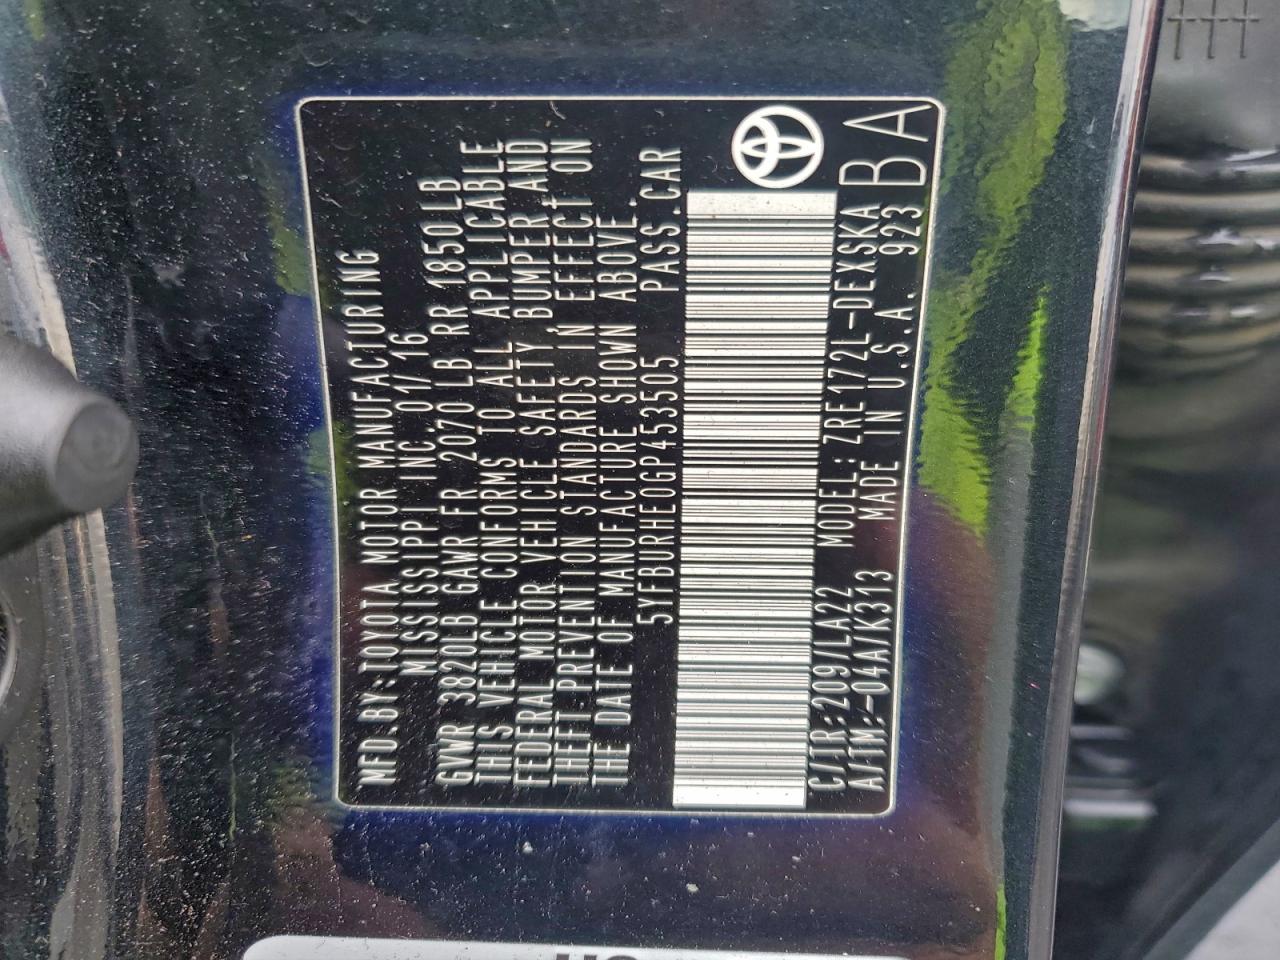 MFD.BY:TOYOTA MOTOR MANUFACTURING
MISSISSIPPI INC. 01/16
GVWR 3820LB GAWR FR 2070 LB RR 1850LB
THIS VEHICLE CONFORMS TO ALL APPLICABLE
FEDERAL MOTOR VEHICLE SAFETY, BUMPER, AND
THEFT PREVENTION STANDARDS IN EFFECT ON
THE DATE OF MANUFACTURE SHOWN ABOVE.
5YFBURHE0GP453505 PASS.CAR
C/TR:209/LA22 MODEL: ZRE172L-DEXSKA BA
A/TM:-04A/K313 MADE IN U.S.A. 923